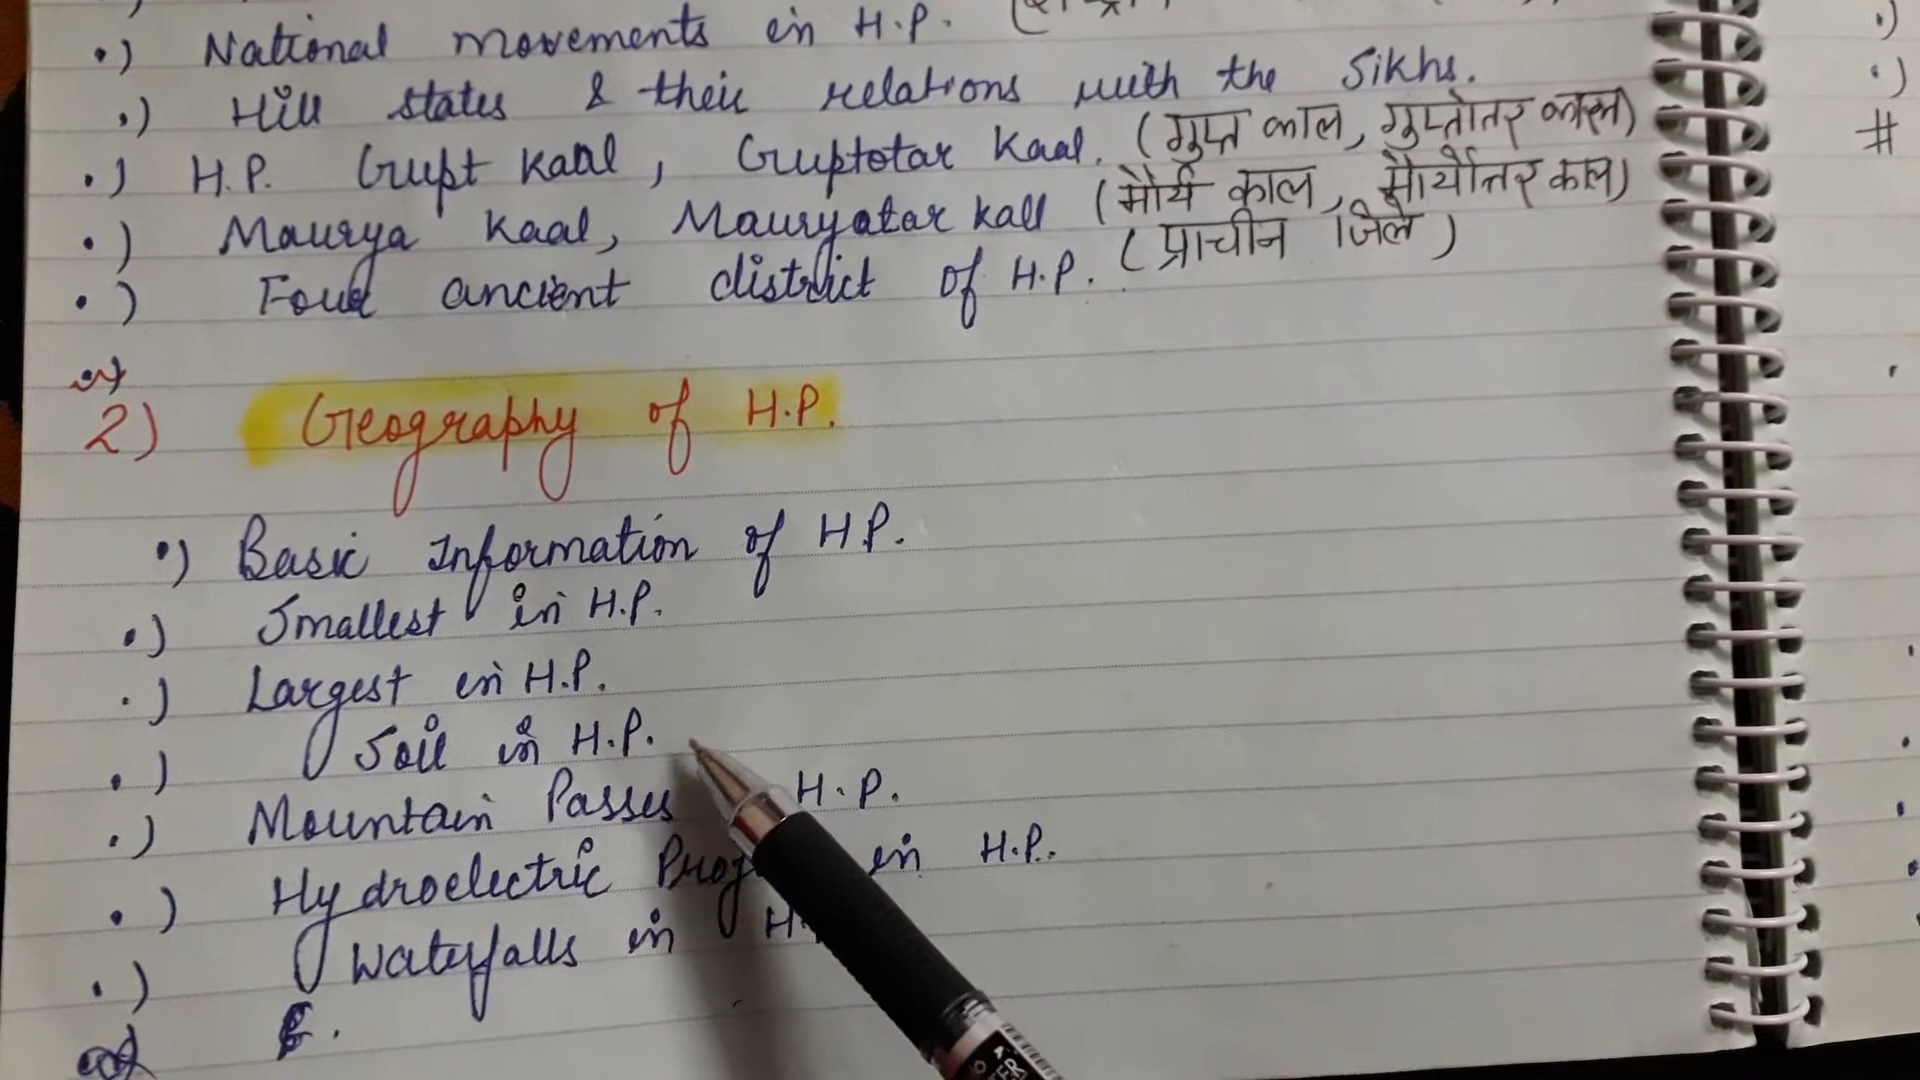 •) National movements in H.P.
•) Hill states & their relations with the Sikhs.
•) H.P. Gupt Kaal, Guptotar Kaal. (गुप्त काल, गुप्तोतर काल)
•) Maurya Kaal, Mauryatar kall (मौर्य काल, मौर्योत्तर काल)
•) Four ancient district of H.P. (प्राचीन जिले)
2) Geography of H.P.
•) Basic Information of H.P.
•) Smallest in H.P.
•) Largest in H.P.
•) Soil in H.P.
•) Mountain Passes H.P.
•) Hydroelectric in H.P.
•) Waterfalls in
#